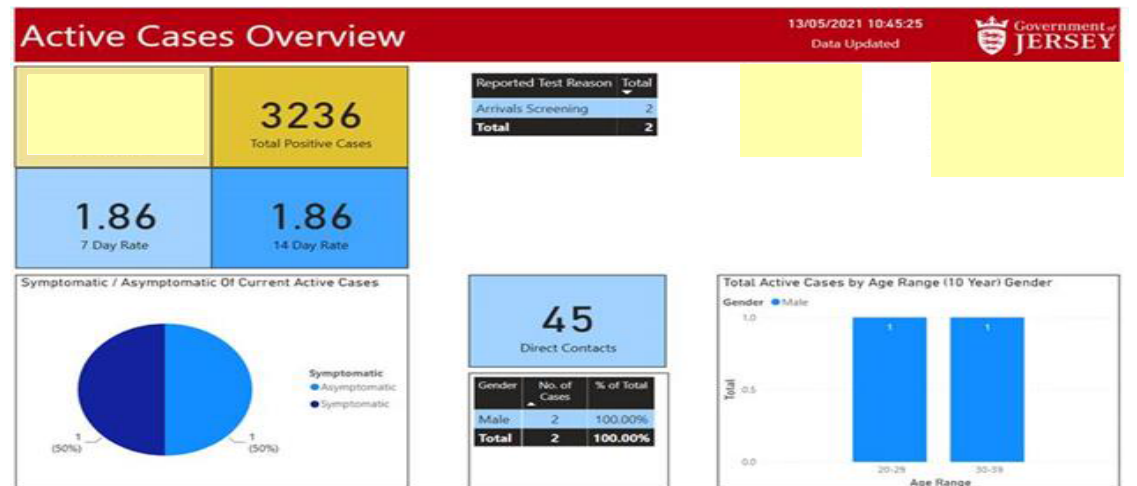 Active Cases Overview
13/05/2021 10:45:25
Data Updated
Government of
JERSEY
3236
Total Positive Cases
1.86
7 Day Rate
1.86
14 Day Rate
Reported Test Reason Total
Arrivals Screening 2
Total 2
Symptomatic / Asymptomatic Of Current Active Cases
Symptomatic
Asymptomatic
Symptomatic
1
(50%)
1
(50%)
45
Direct Contacts
Gender No. of Cases % of Total
Male 2 100.00%
Total 2 100.00%
Total Active Cases by Age Range (10 Year) Gender
Gender Male
1.0
1 1
Total
0.5
0.0
20-29 30-39
Age Range